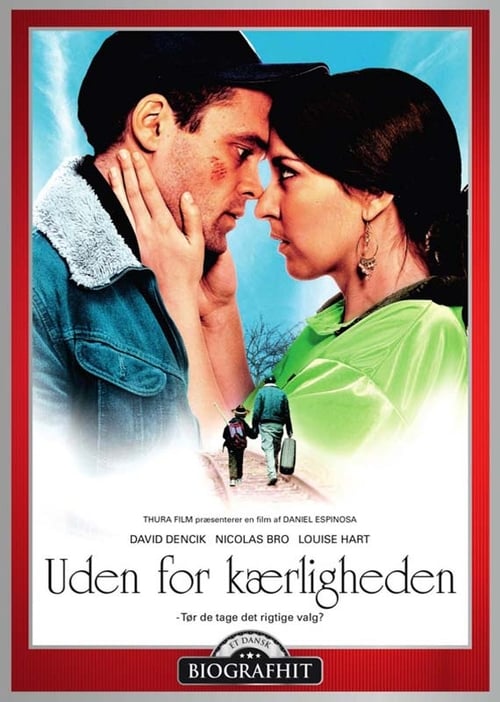 THURA FILM præsenterer en film af DANIEL ESPINOSA
DAVID DENCIK NICOLAS BRO LOUISE HART
Uden for kærligheden
-Tør de tage det rigtige valg?
ET DANSK
BIOGRAFHIT